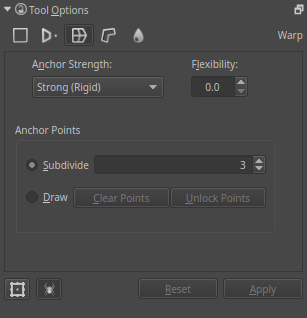 Tool Options
Warp
Anchor Strength: Flexibility:
Strong (Rigid) 0.0
Anchor Points
Subdivide 3
Draw Clear Points Unlock Points
Reset Apply